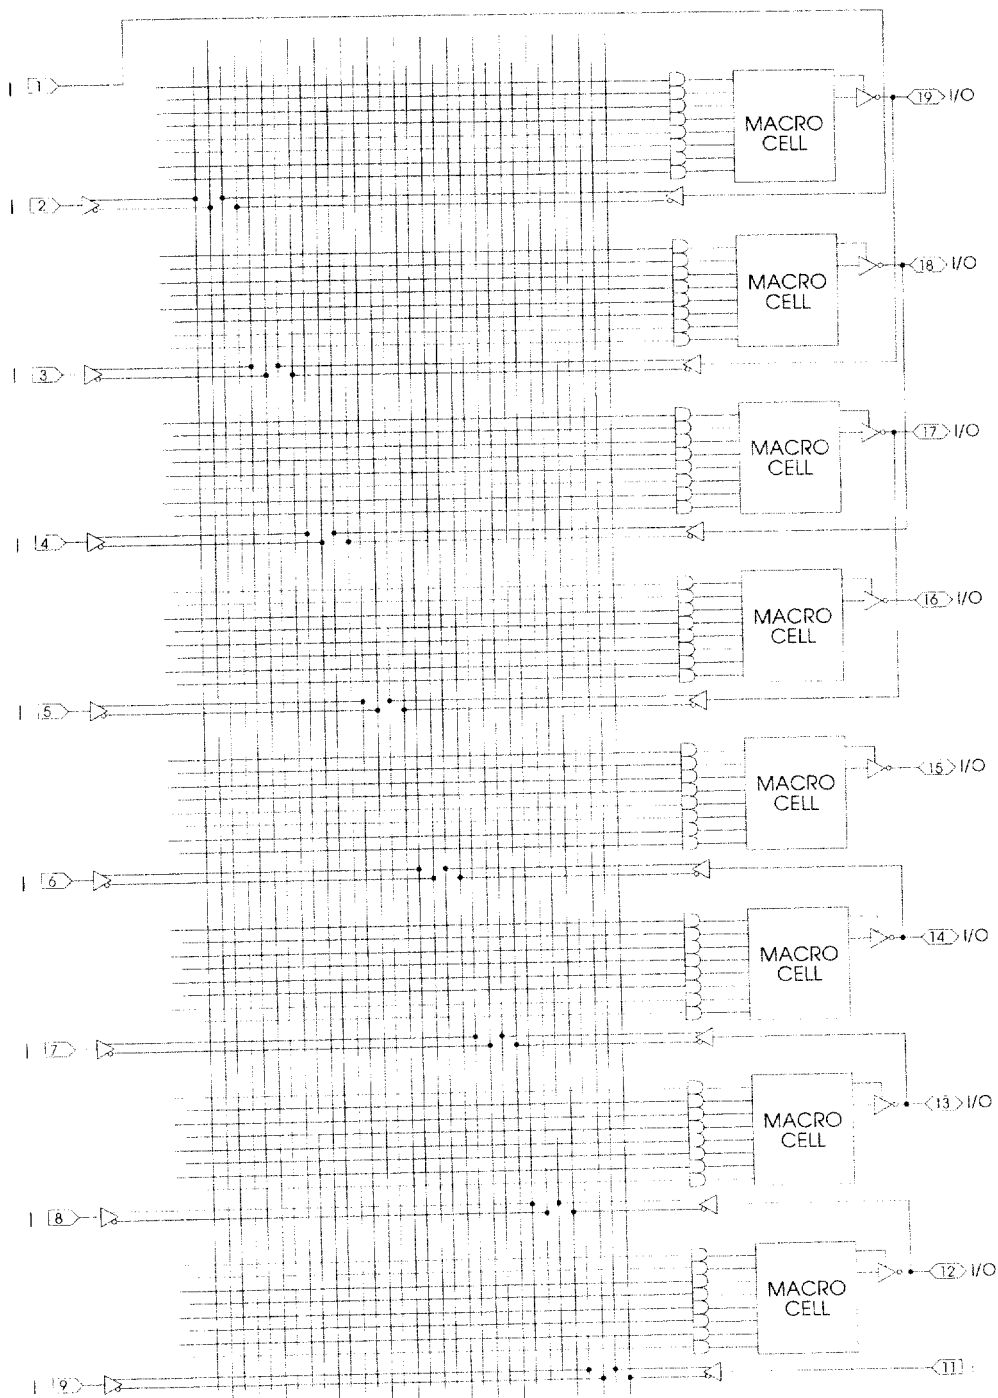 I 1
MACRO CELL
19 I/O
I 2
MACRO CELL
18 I/O
I 3
MACRO CELL
17 I/O
I 4
MACRO CELL
16 I/O
I 5
MACRO CELL
15 I/O
I 6
MACRO CELL
14 I/O
I 7
MACRO CELL
13 I/O
I 8
MACRO CELL
12 I/O
I 9
11